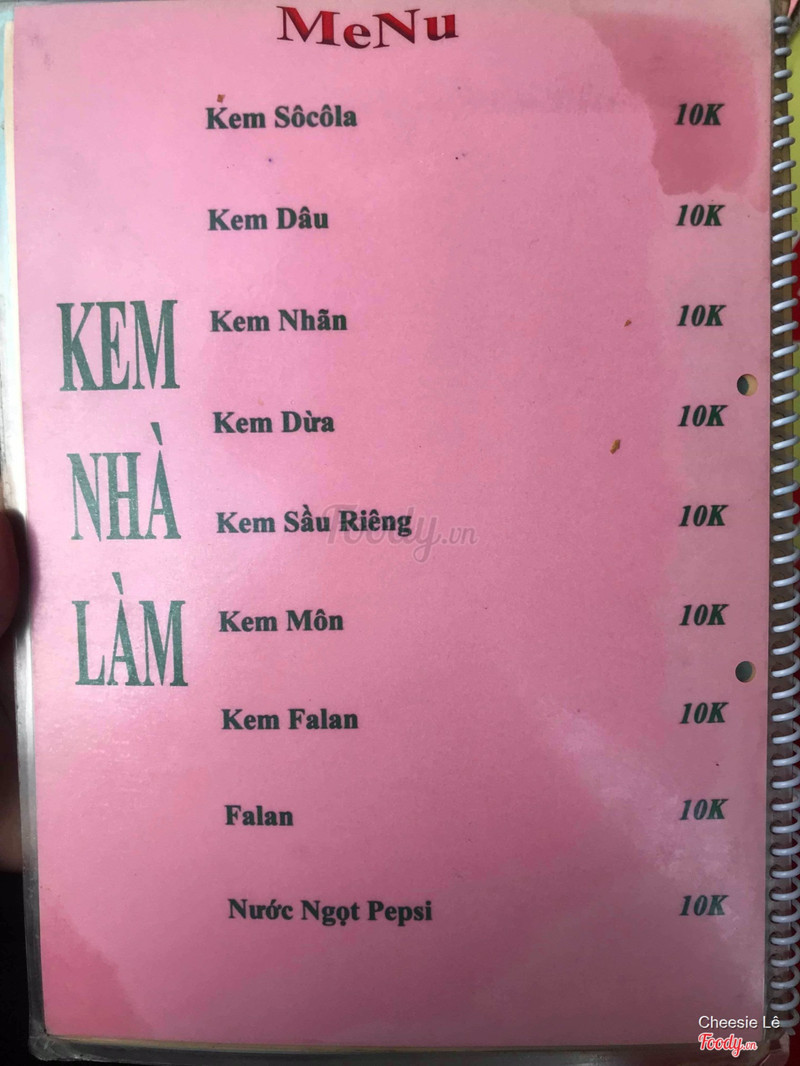 MeNu
KEM
NHÀ
LÀM
Kem Sôcôla 10K
Kem Dâu 10K
Kem Nhãn 10K
Kem Dừa 10K
Kem Sầu Riêng 10K
Foody.vn
Kem Môn 10K
Kem Falan 10K
Falan 10K
Nước Ngọt Pepsi 10K
Cheesie Lê
Foody.vn